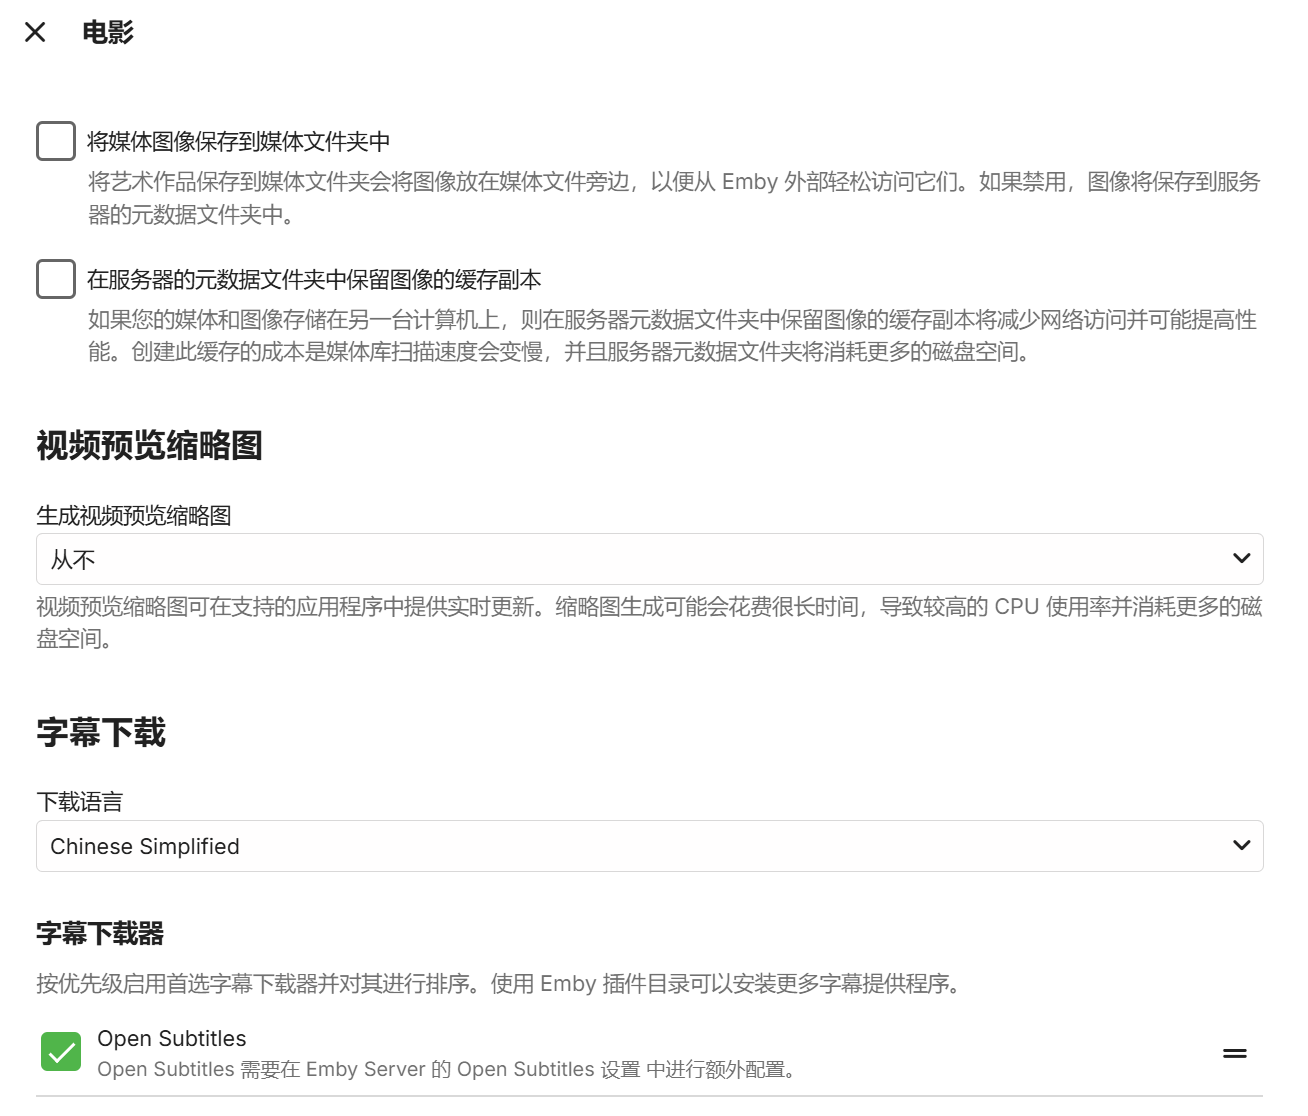 电影
将媒体图像保存到媒体文件夹中
将艺术作品保存到媒体文件夹会将图像放在媒体文件旁边，以便从 Emby 外部轻松访问它们。如果禁用，图像将保存到服务
器的元数据文件夹中。
在服务器的元数据文件夹中保留图像的缓存副本
如果您的媒体和图像存储在另一台计算机上，则在服务器元数据文件夹中保留图像的缓存副本将减少网络访问并可能提高性
能。创建此缓存的成本是媒体库扫描速度会变慢，并且服务器元数据文件夹将消耗更多的磁盘空间。
视频预览缩略图
生成视频预览缩略图
从不
视频预览缩略图可在支持的应用程序中提供实时更新。缩略图生成可能会花费很长时间，导致较高的 CPU 使用率并消耗更多的磁
盘空间。
字幕下载
下载语言
Chinese Simplified
字幕下载器
按优先级启用首选字幕下载器并对其进行排序。使用 Emby 插件目录可以安装更多字幕提供程序。
Open Subtitles
Open Subtitles 需要在 Emby Server 的 Open Subtitles 设置 中进行额外配置。